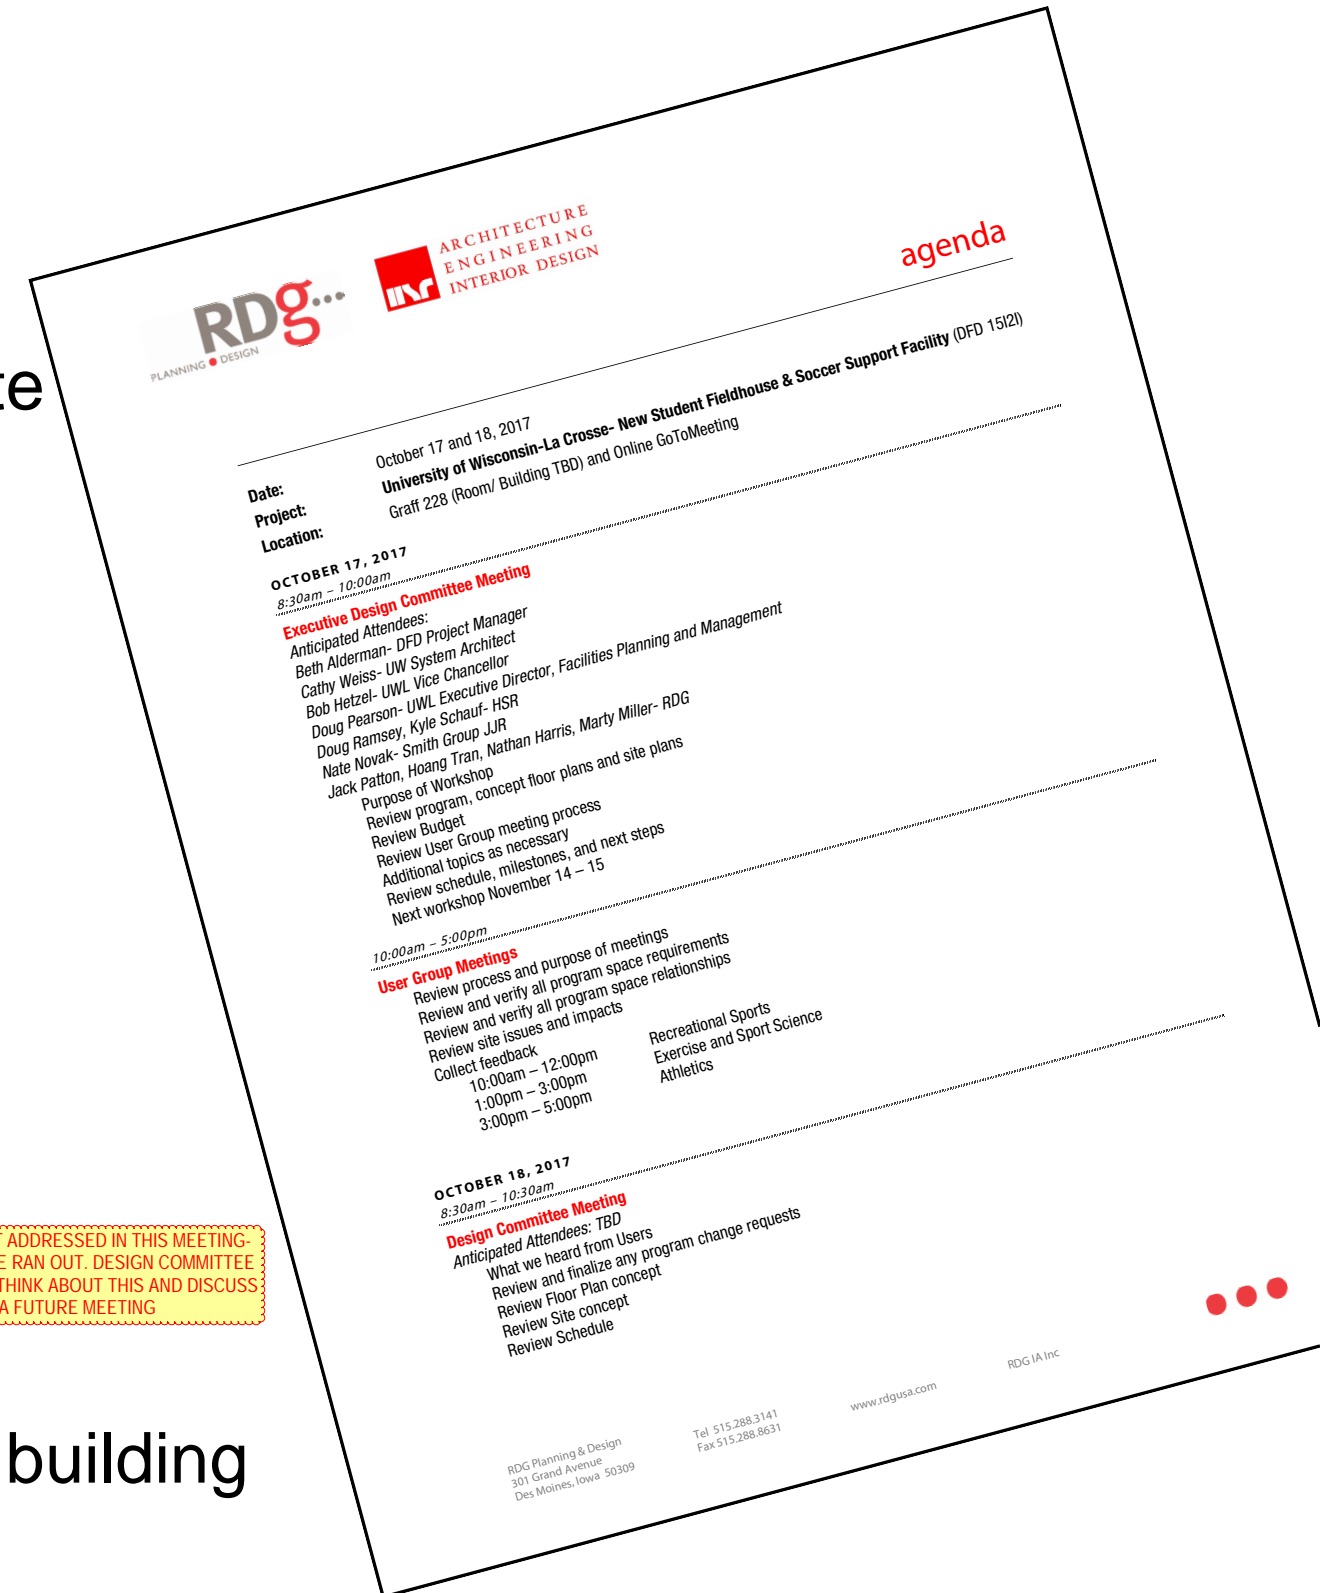 RDg...
PLANNING • DESIGN
ARCHITECTURE
ENGINEERING
INTERIOR DESIGN
agenda
Date: October 17 and 18, 2017
Project: University of Wisconsin-La Crosse- New Student Fieldhouse & Soccer Support Facility (DFD 15I2I)
Location: Graff 228 (Room/ Building TBD) and Online GoToMeeting
OCTOBER 17, 2017
8:30am – 10:00am
Executive Design Committee Meeting
Anticipated Attendees:
Beth Alderman- DFD Project Manager
Cathy Weiss- UW System Architect
Bob Hetzel- UWL Vice Chancellor
Doug Pearson- UWL Executive Director, Facilities Planning and Management
Doug Ramsey, Kyle Schauf- HSR
Nate Novak- Smith Group JJR
Jack Patton, Hoang Tran, Nathan Harris, Marty Miller- RDG
Purpose of Workshop
Review program, concept floor plans and site plans
Review Budget
Review User Group meeting process
Additional topics as necessary
Review schedule, milestones, and next steps
Next workshop November 14 – 15
10:00am – 5:00pm
User Group Meetings
Review process and purpose of meetings
Review and verify all program space requirements
Review and verify all program space relationships
Review site issues and impacts
Collect feedback
10:00am – 12:00pm Recreational Sports
1:00pm – 3:00pm Exercise and Sport Science
3:00pm – 5:00pm Athletics
OCTOBER 18, 2017
8:30am – 10:30am
Design Committee Meeting
Anticipated Attendees: TBD
What we heard from Users
Review and finalize any program change requests
Review Floor Plan concept
Review Site concept
Review Schedule
RDG Planning & Design
301 Grand Avenue
Des Moines, Iowa 50309
Tel 515.288.3141
Fax 515.288.8631
www.rdgusa.com
RDG IA Inc
te
T ADDRESSED IN THIS MEETING-
E RAN OUT. DESIGN COMMITTEE
THINK ABOUT THIS AND DISCUSS
A FUTURE MEETING
building